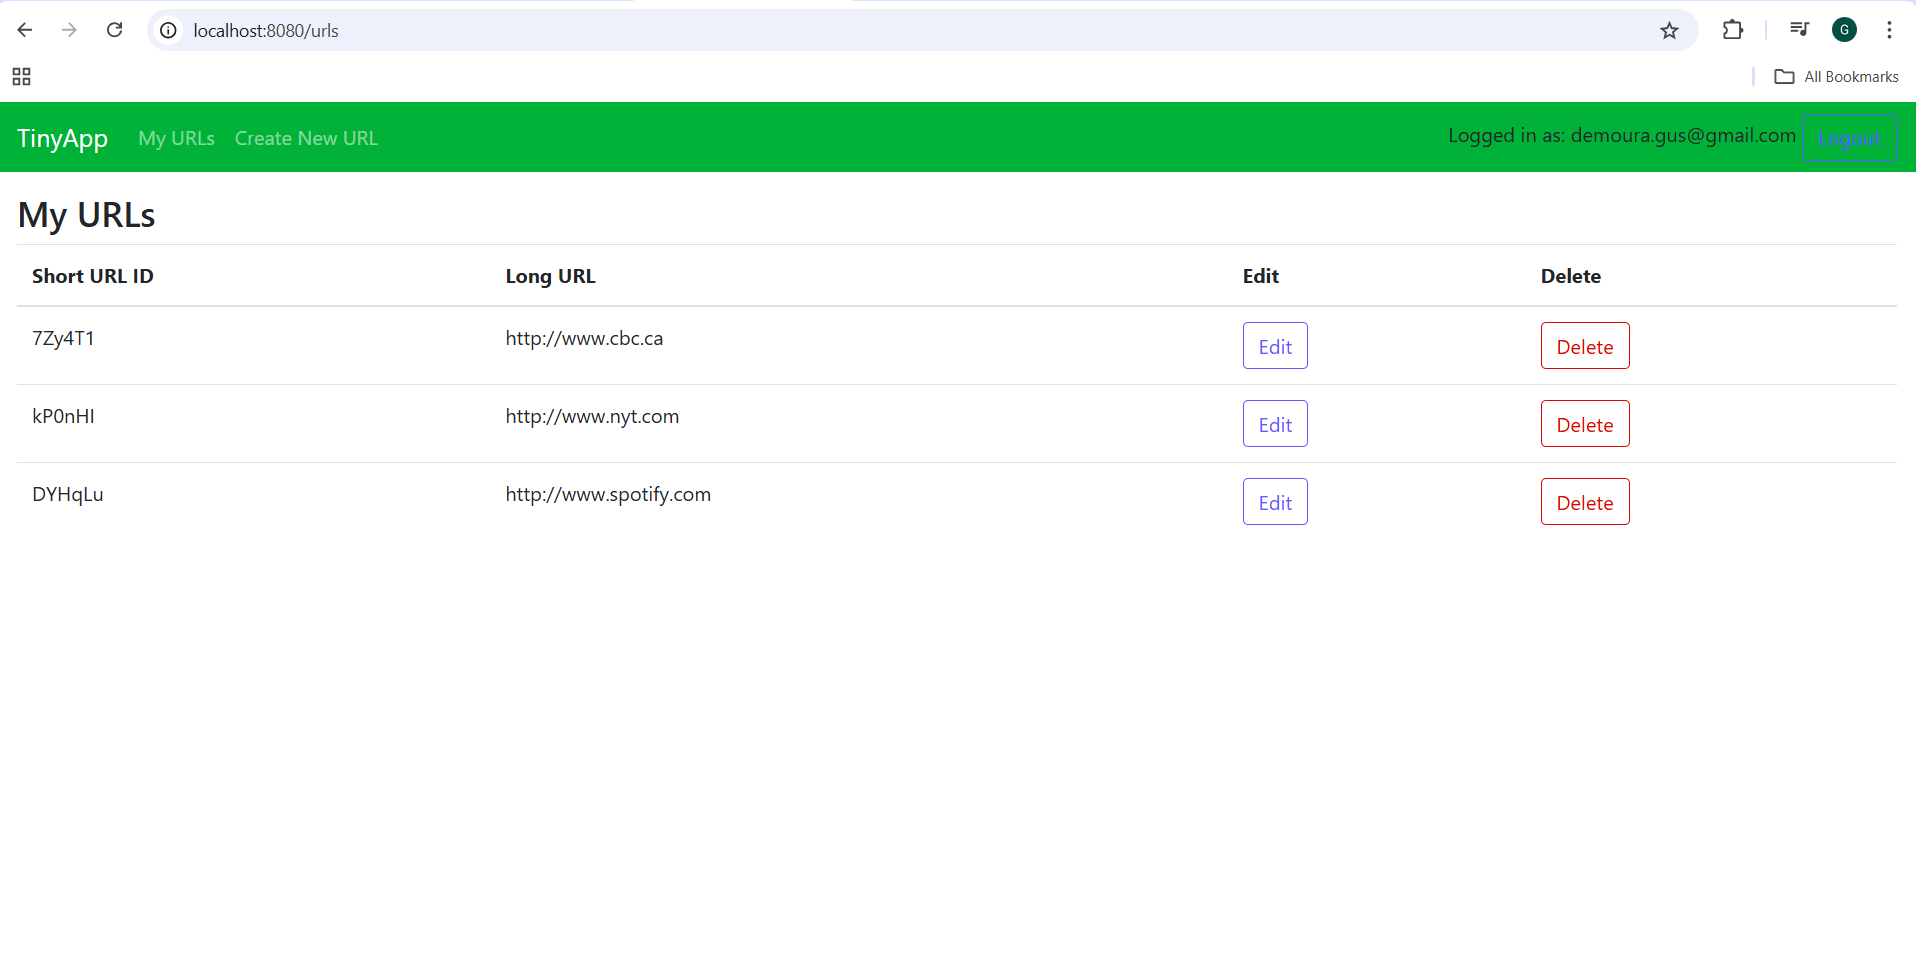 localhost:8080/urls
G
All Bookmarks
TinyApp My URLs Create New URL Logged in as: demoura.gus@gmail.com Logout
My URLs
Short URL ID Long URL Edit Delete
7Zy4T1 http://www.cbc.ca Edit Delete
kP0nHI http://www.nyt.com Edit Delete
DYHqLu http://www.spotify.com Edit Delete